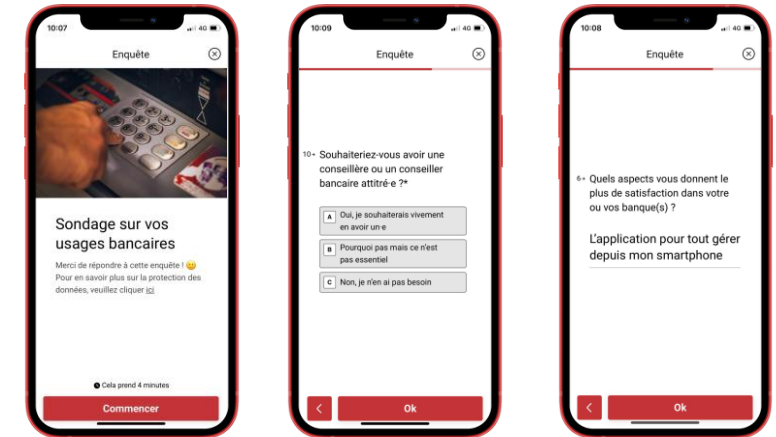 10:07
4G
Enquête
Sondage sur vos
usages bancaires
Merci de répondre à cette enquête ! 😊
Pour en savoir plus sur la protection des
données, veuillez cliquer ici
Cela prend 4 minutes
Commencer
10:09
4G
Enquête
10→ Souhaiteriez-vous avoir une
conseillère ou un conseiller
bancaire attitré·e ?*
A Oui, je souhaiterais vivement
en avoir un·e
B Pourquoi pas mais ce n'est
pas essentiel
C Non, je n'en ai pas besoin
Ok
10:08
4G
Enquête
6→ Quels aspects vous donnent le
plus de satisfaction dans votre
ou vos banque(s) ?
L'application pour tout gérer
depuis mon smartphone
Ok